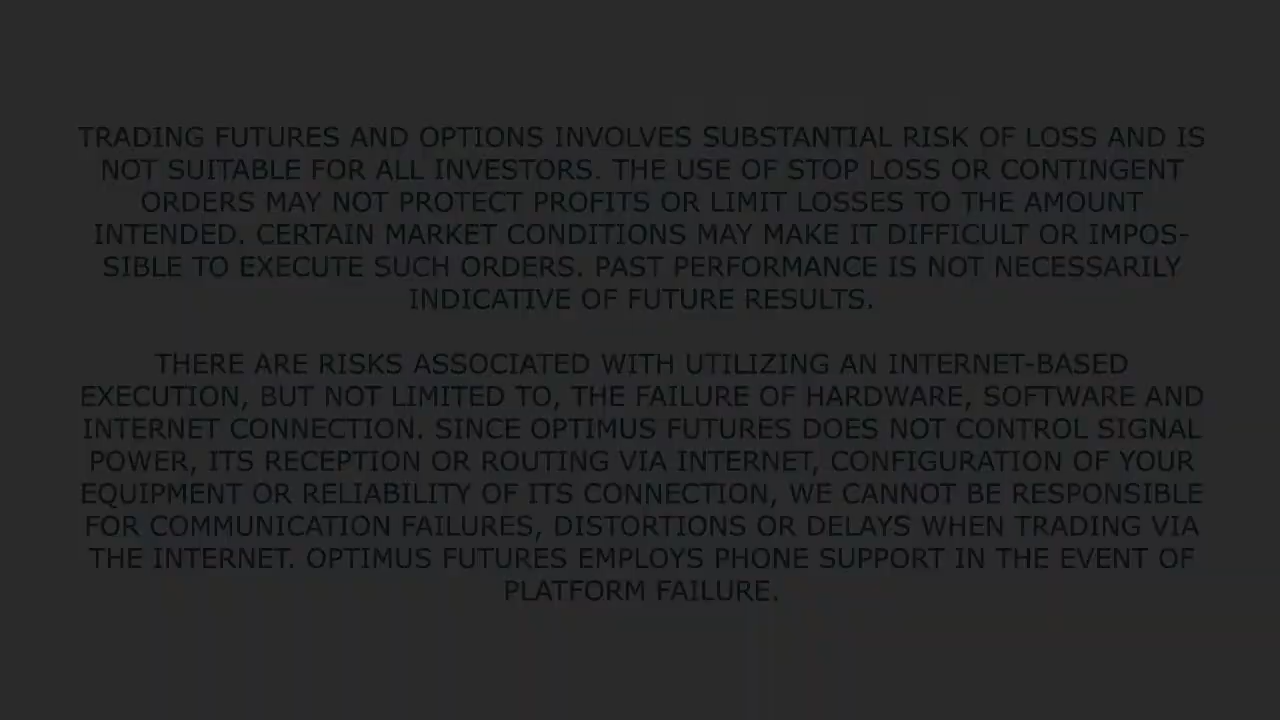 TRADING FUTURES AND OPTIONS INVOLVES SUBSTANTIAL RISK OF LOSS AND IS
NOT SUITABLE FOR ALL INVESTORS. THE USE OF STOP LOSS OR CONTINGENT
ORDERS MAY NOT PROTECT PROFITS OR LIMIT LOSSES TO THE AMOUNT
INTENDED. CERTAIN MARKET CONDITIONS MAY MAKE IT DIFFICULT OR IMPOS-
SIBLE TO EXECUTE SUCH ORDERS. PAST PERFORMANCE IS NOT NECESSARILY
INDICATIVE OF FUTURE RESULTS.
THERE ARE RISKS ASSOCIATED WITH UTILIZING AN INTERNET-BASED
EXECUTION, BUT NOT LIMITED TO, THE FAILURE OF HARDWARE, SOFTWARE AND
INTERNET CONNECTION. SINCE OPTIMUS FUTURES DOES NOT CONTROL SIGNAL
POWER, ITS RECEPTION OR ROUTING VIA INTERNET, CONFIGURATION OF YOUR
EQUIPMENT OR RELIABILITY OF ITS CONNECTION, WE CANNOT BE RESPONSIBLE
FOR COMMUNICATION FAILURES, DISTORTIONS OR DELAYS WHEN TRADING VIA
THE INTERNET. OPTIMUS FUTURES EMPLOYS PHONE SUPPORT IN THE EVENT OF
PLATFORM FAILURE.